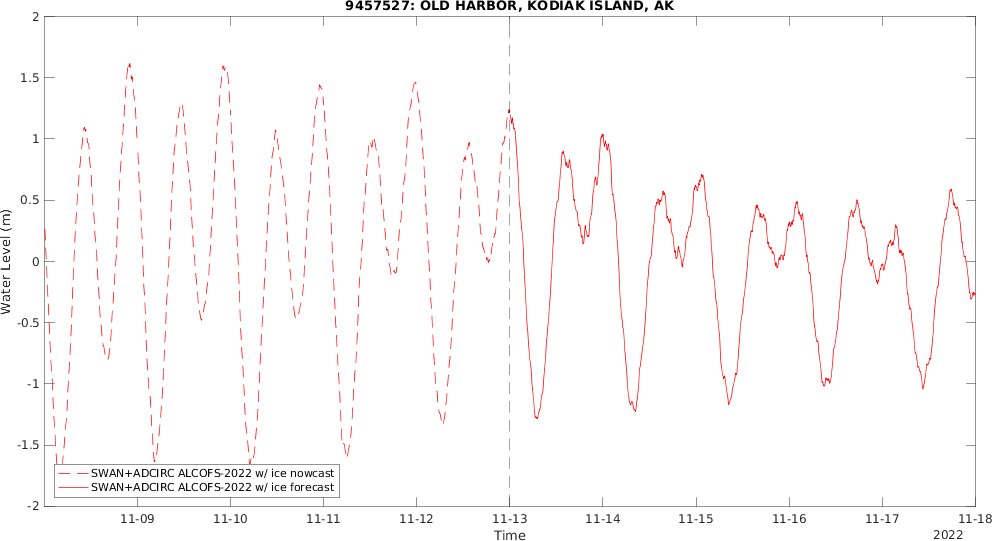 9457527: OLD HARBOR, KODIAK ISLAND, AK
2
1.5
1
0.5
0
-0.5
-1
-1.5
-2
Water Level (m)
SWAN+ADCIRC ALCOFS-2022 w/ ice nowcast
SWAN+ADCIRC ALCOFS-2022 w/ ice forecast
11-09 11-10 11-11 11-12 11-13 11-14 11-15 11-16 11-17 11-18
Time
2022